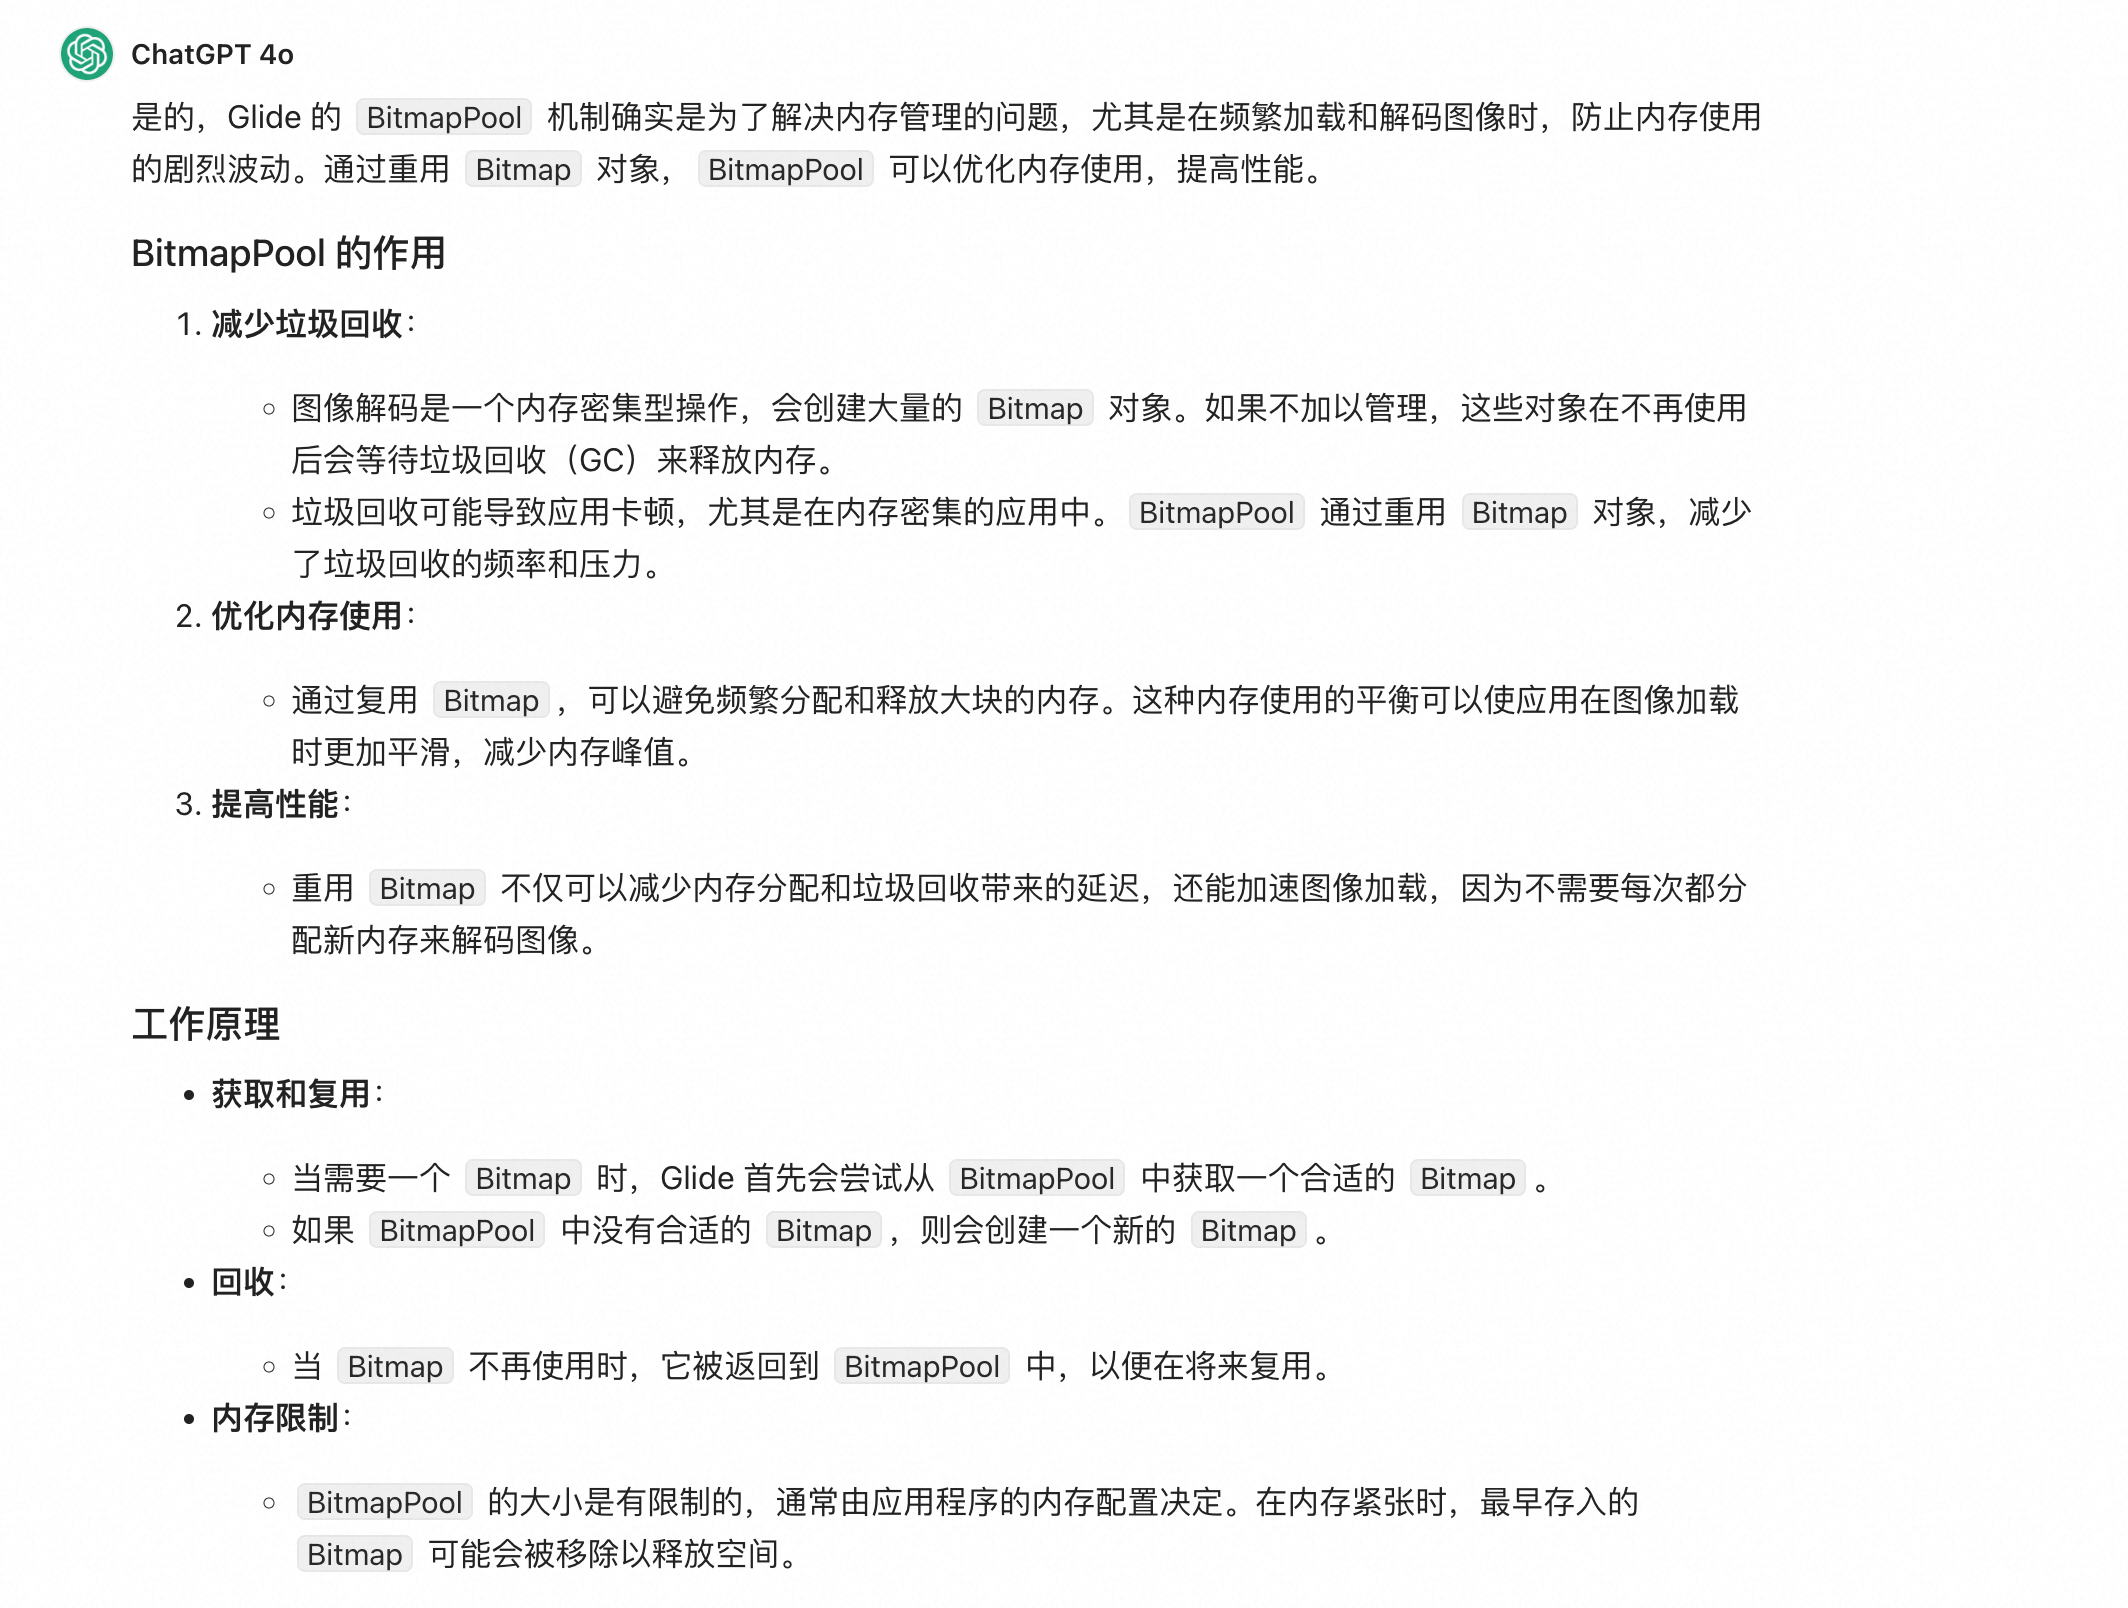 ChatGPT 4o
是的，Glide 的 BitmapPool 机制确实是为了解决内存管理的问题，尤其是在频繁加载和解码图像时，防止内存使用
的剧烈波动。通过重用 Bitmap 对象， BitmapPool 可以优化内存使用，提高性能。
BitmapPool 的作用
1. 减少垃圾回收：
◦ 图像解码是一个内存密集型操作，会创建大量的 Bitmap 对象。如果不加以管理，这些对象在不再使用
后会等待垃圾回收（GC）来释放内存。
◦ 垃圾回收可能导致应用卡顿，尤其是在内存密集的应用中。 BitmapPool 通过重用 Bitmap 对象，减少
了垃圾回收的频率和压力。
2. 优化内存使用：
◦ 通过复用 Bitmap ，可以避免频繁分配和释放大块的内存。这种内存使用的平衡可以使应用在图像加载
时更加平滑，减少内存峰值。
3. 提高性能：
◦ 重用 Bitmap 不仅可以减少内存分配和垃圾回收带来的延迟，还能加速图像加载，因为不需要每次都分
配新内存来解码图像。
工作原理
• 获取和复用：
◦ 当需要一个 Bitmap 时，Glide 首先会尝试从 BitmapPool 中获取一个合适的 Bitmap 。
◦ 如果 BitmapPool 中没有合适的 Bitmap ，则会创建一个新的 Bitmap 。
• 回收：
◦ 当 Bitmap 不再使用时，它被返回到 BitmapPool 中，以便在将来复用。
• 内存限制：
◦ BitmapPool 的大小是有限制的，通常由应用程序的内存配置决定。在内存紧张时，最早存入的
Bitmap 可能会被移除以释放空间。